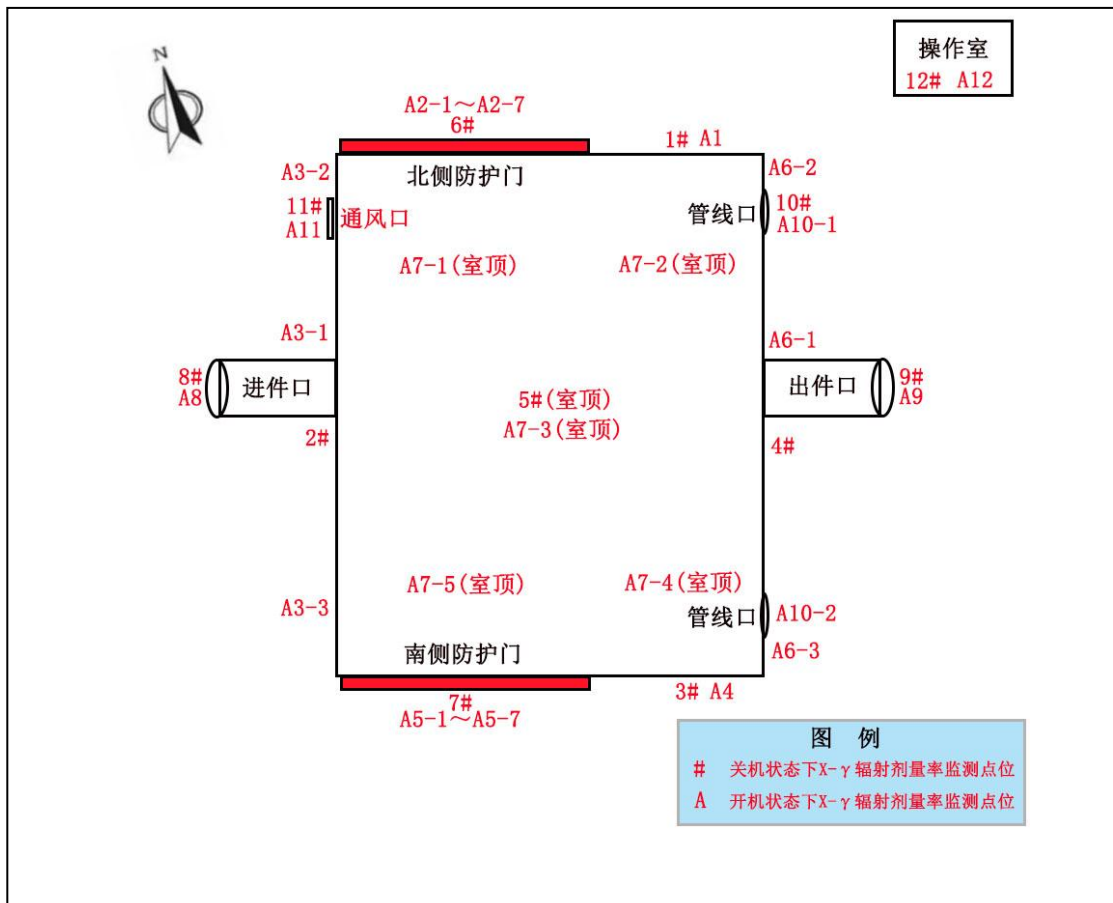 N
操作室
12# A12
A2-1～A2-7
6#
1# A1
A3-2
北侧防护门
A6-2
11#
A11
通风口
管线口
10#
A10-1
A7-1(室顶)
A7-2(室顶)
A3-1
A6-1
8#
A8
进件口
5#(室顶)
A7-3(室顶)
出件口
9#
A9
2#
4#
A7-5(室顶)
A7-4(室顶)
A3-3
管线口
A10-2
南侧防护门
A6-3
7#
A5-1～A5-7
3# A4
图 例
# 关机状态下X-γ辐射剂量率监测点位
A 开机状态下X-γ辐射剂量率监测点位